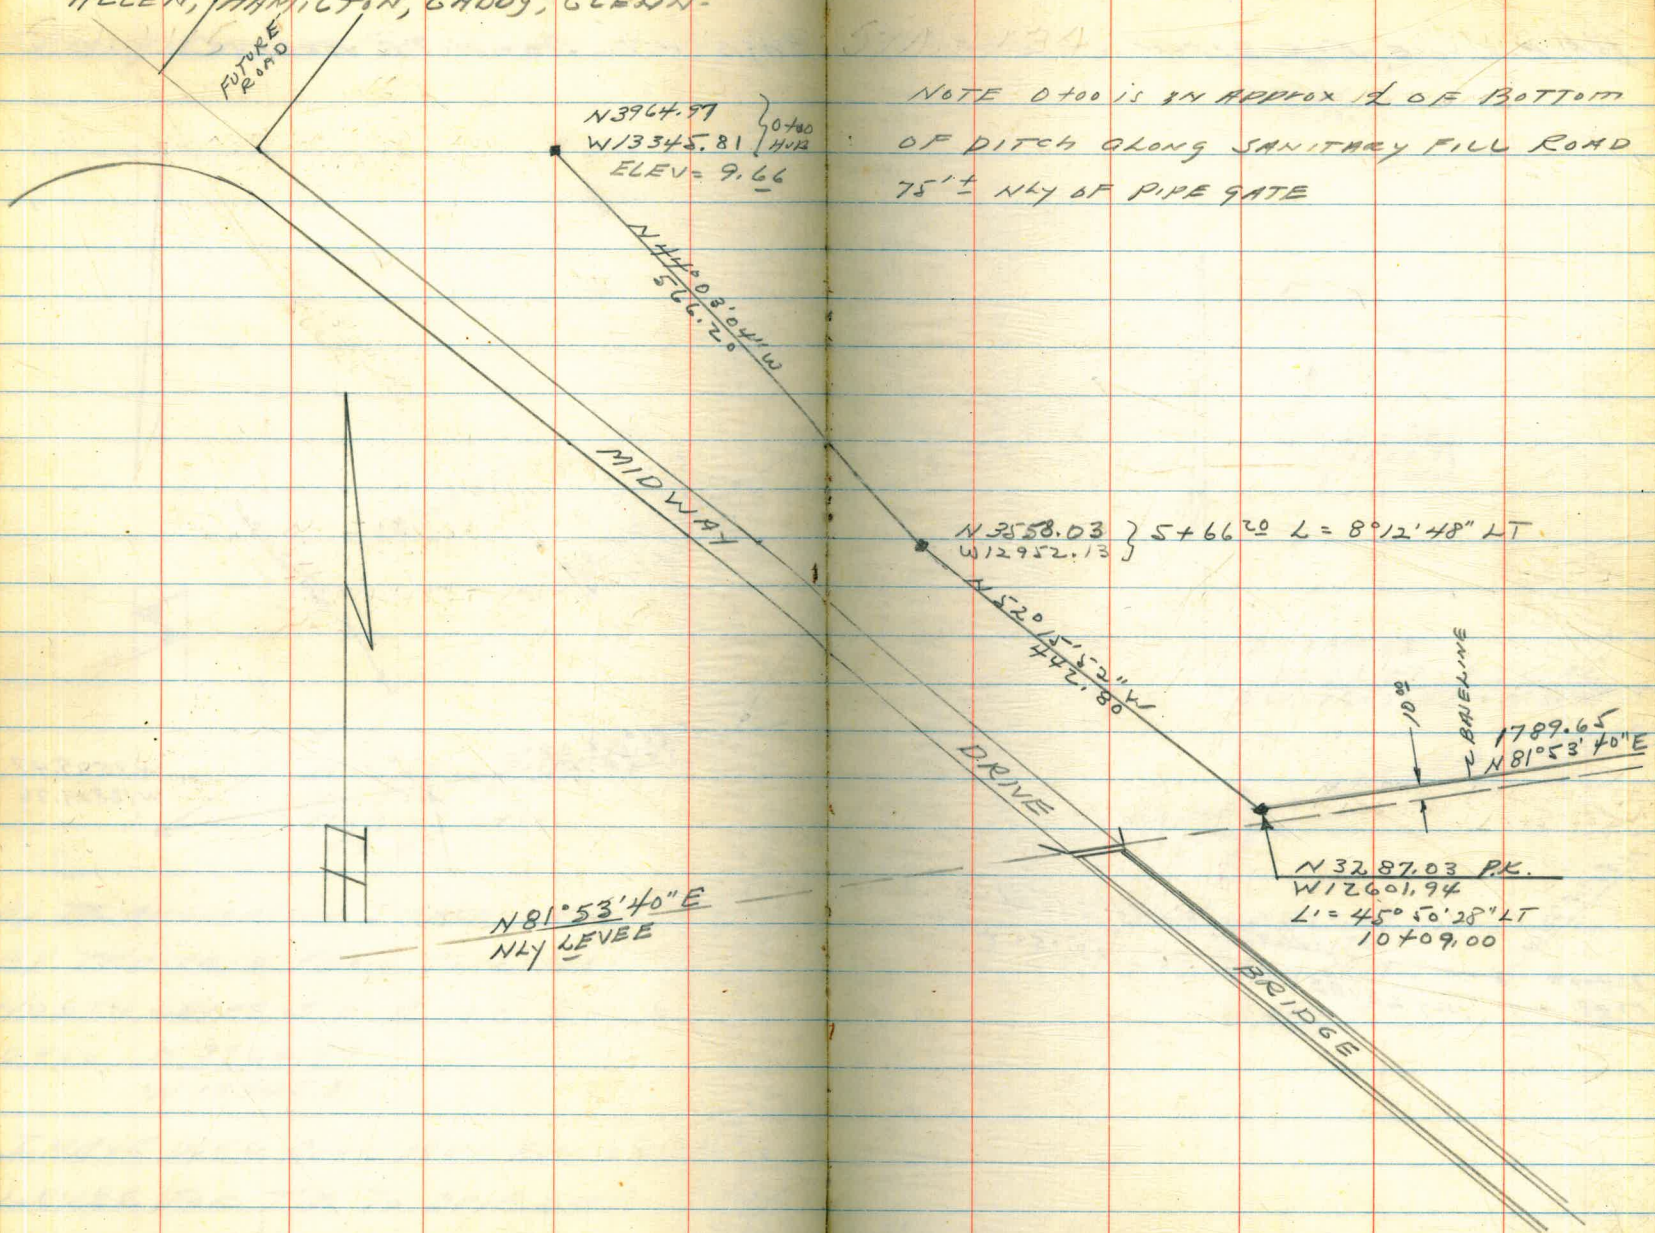 ALLEN, HAMILTON, GADDY, GLENN-
FUTURE
ROAD
N3964.97
W13345.81
ELEV = 9.66
0+00
HUB
NOTE 0+00 is IN APPROX ℄ OF BOTTOM
OF DITCH ALONG SANITARY FILL ROAD
75'± NLY OF PIPE GATE
N44°03'04"W
566.20
MIDWAY
N3558.03
W12952.13
5+66 20 L = 8°12'48" LT
N52°15'52"W
442.80
DRIVE
10 00
BASELINE
1789.65
N81°53'40"E
N3287.03 P.K.
W12601.94
L = 45°50'28" LT
10+09.00
N81°53'40"E
NLY LEVEE
BRIDGE